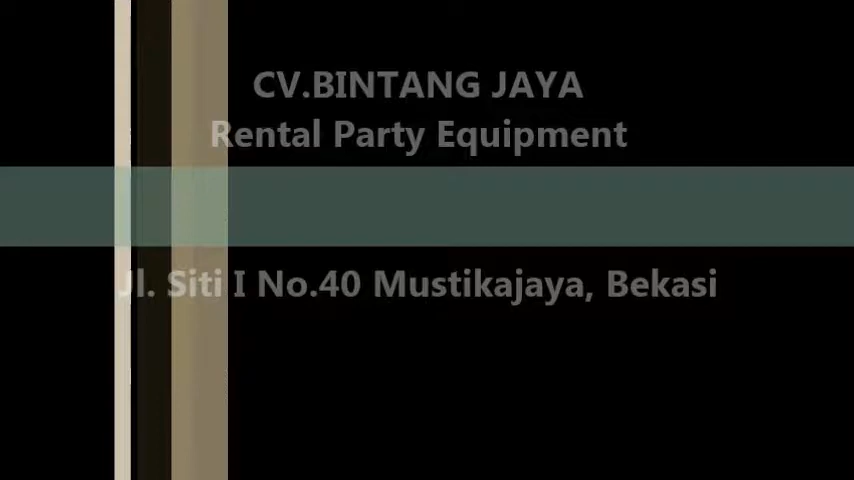 CV.BINTANG JAYA
Rental Party Equipment
Jl. Siti I No.40 Mustikajaya, Bekasi